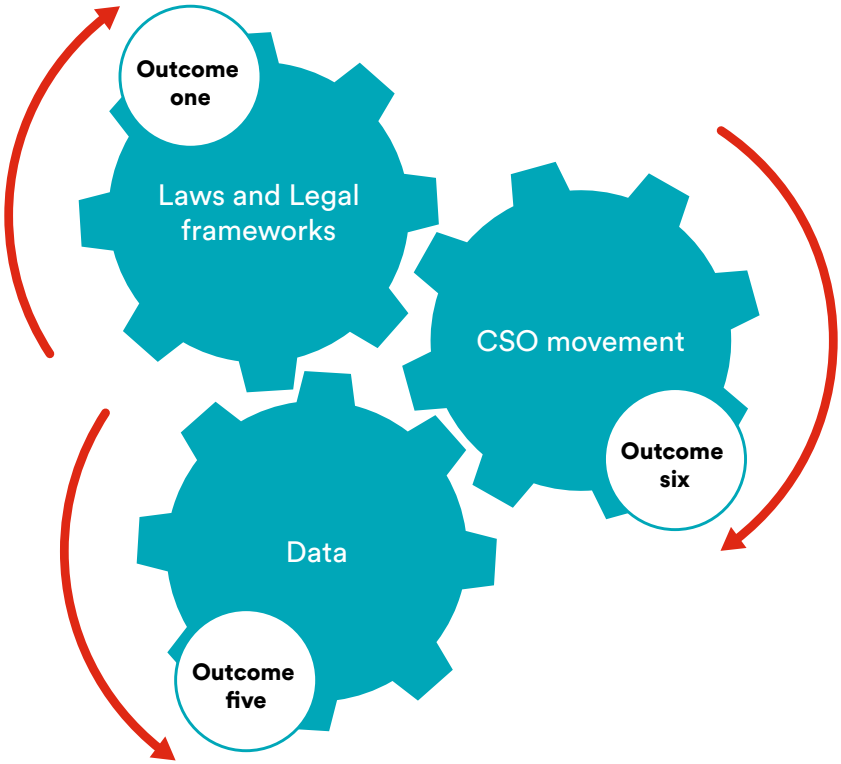 Outcome
one
Laws and Legal
frameworks
CSO movement
Outcome
six
Data
Outcome
five